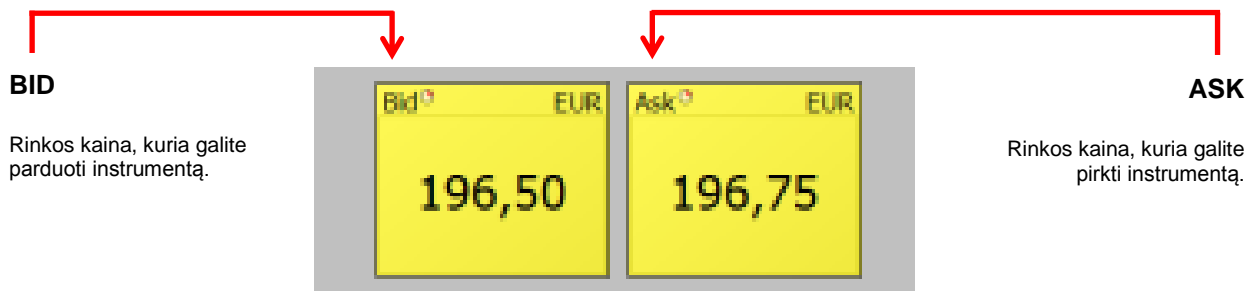 BID
Rinkos kaina, kuria galite
parduoti instrumentą.
Bid EUR
196,50
Ask EUR
196,75
ASK
Rinkos kaina, kuria galite
pirkti instrumentą.